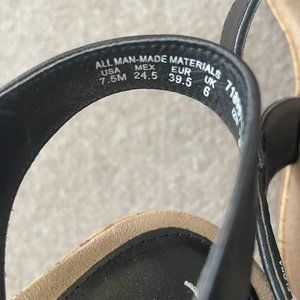 ALL MAN-MADE MATERIALS
USA MEX EUR UK
7.5M 24.5 39.5 6